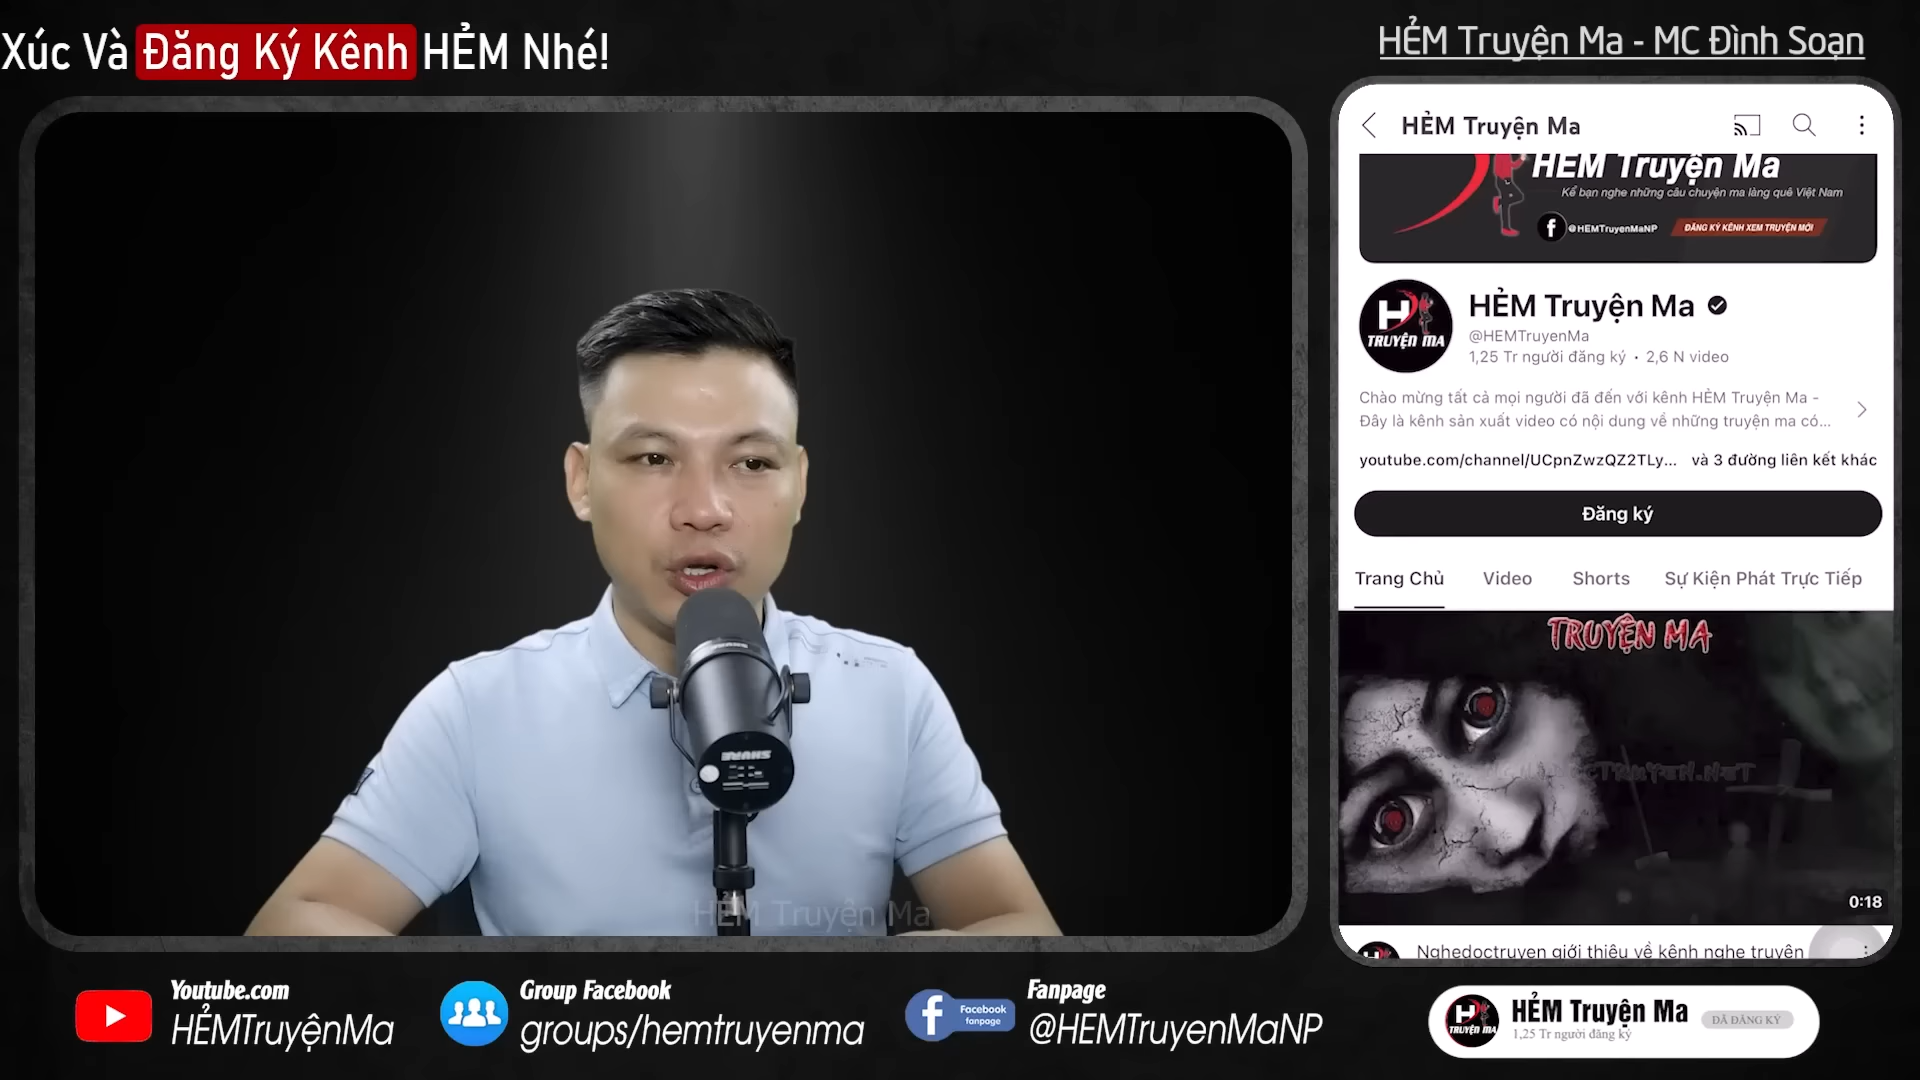 Xúc Và Đăng Ký Kênh HẺM Nhé!
HẺM Truyện Ma - MC Đình Soạn
HẺM Truyện Ma
HẺM Truyện Ma
Kể bạn nghe những câu chuyện ma làng quê Việt Nam
@HEMTruyenMaNP
ĐĂNG KÝ KÊNH XEM TRUYỆN MỚI
H
TRUYỆN MA
HẺM Truyện Ma
@HEMTruyenMa
1,25 Tr người đăng ký • 2,6 N video
Chào mừng tất cả mọi người đã đến với kênh HẺM Truyện Ma -
Đây là kênh sản xuất video có nội dung về những truyện ma có...
youtube.com/channel/UCpnZwzQZ2TLy... và 3 đường liên kết khác
Đăng ký
Trang Chủ Video Shorts Sự Kiện Phát Trực Tiếp
TRUYỆN MA
0:18
Nghedoctruyen giới thiệu về kênh nghe truyện
SHURE
HẺM Truyện Ma
Youtube.com
HẺMTruyệnMa
Group Facebook
groups/hemtruyenma
Facebook
fanpage
Fanpage
@HEMTruyenMaNP
H
TRUYỆN MA
HẺM Truyện Ma
1,25 Tr người đăng ký
ĐÃ ĐĂNG KÝ